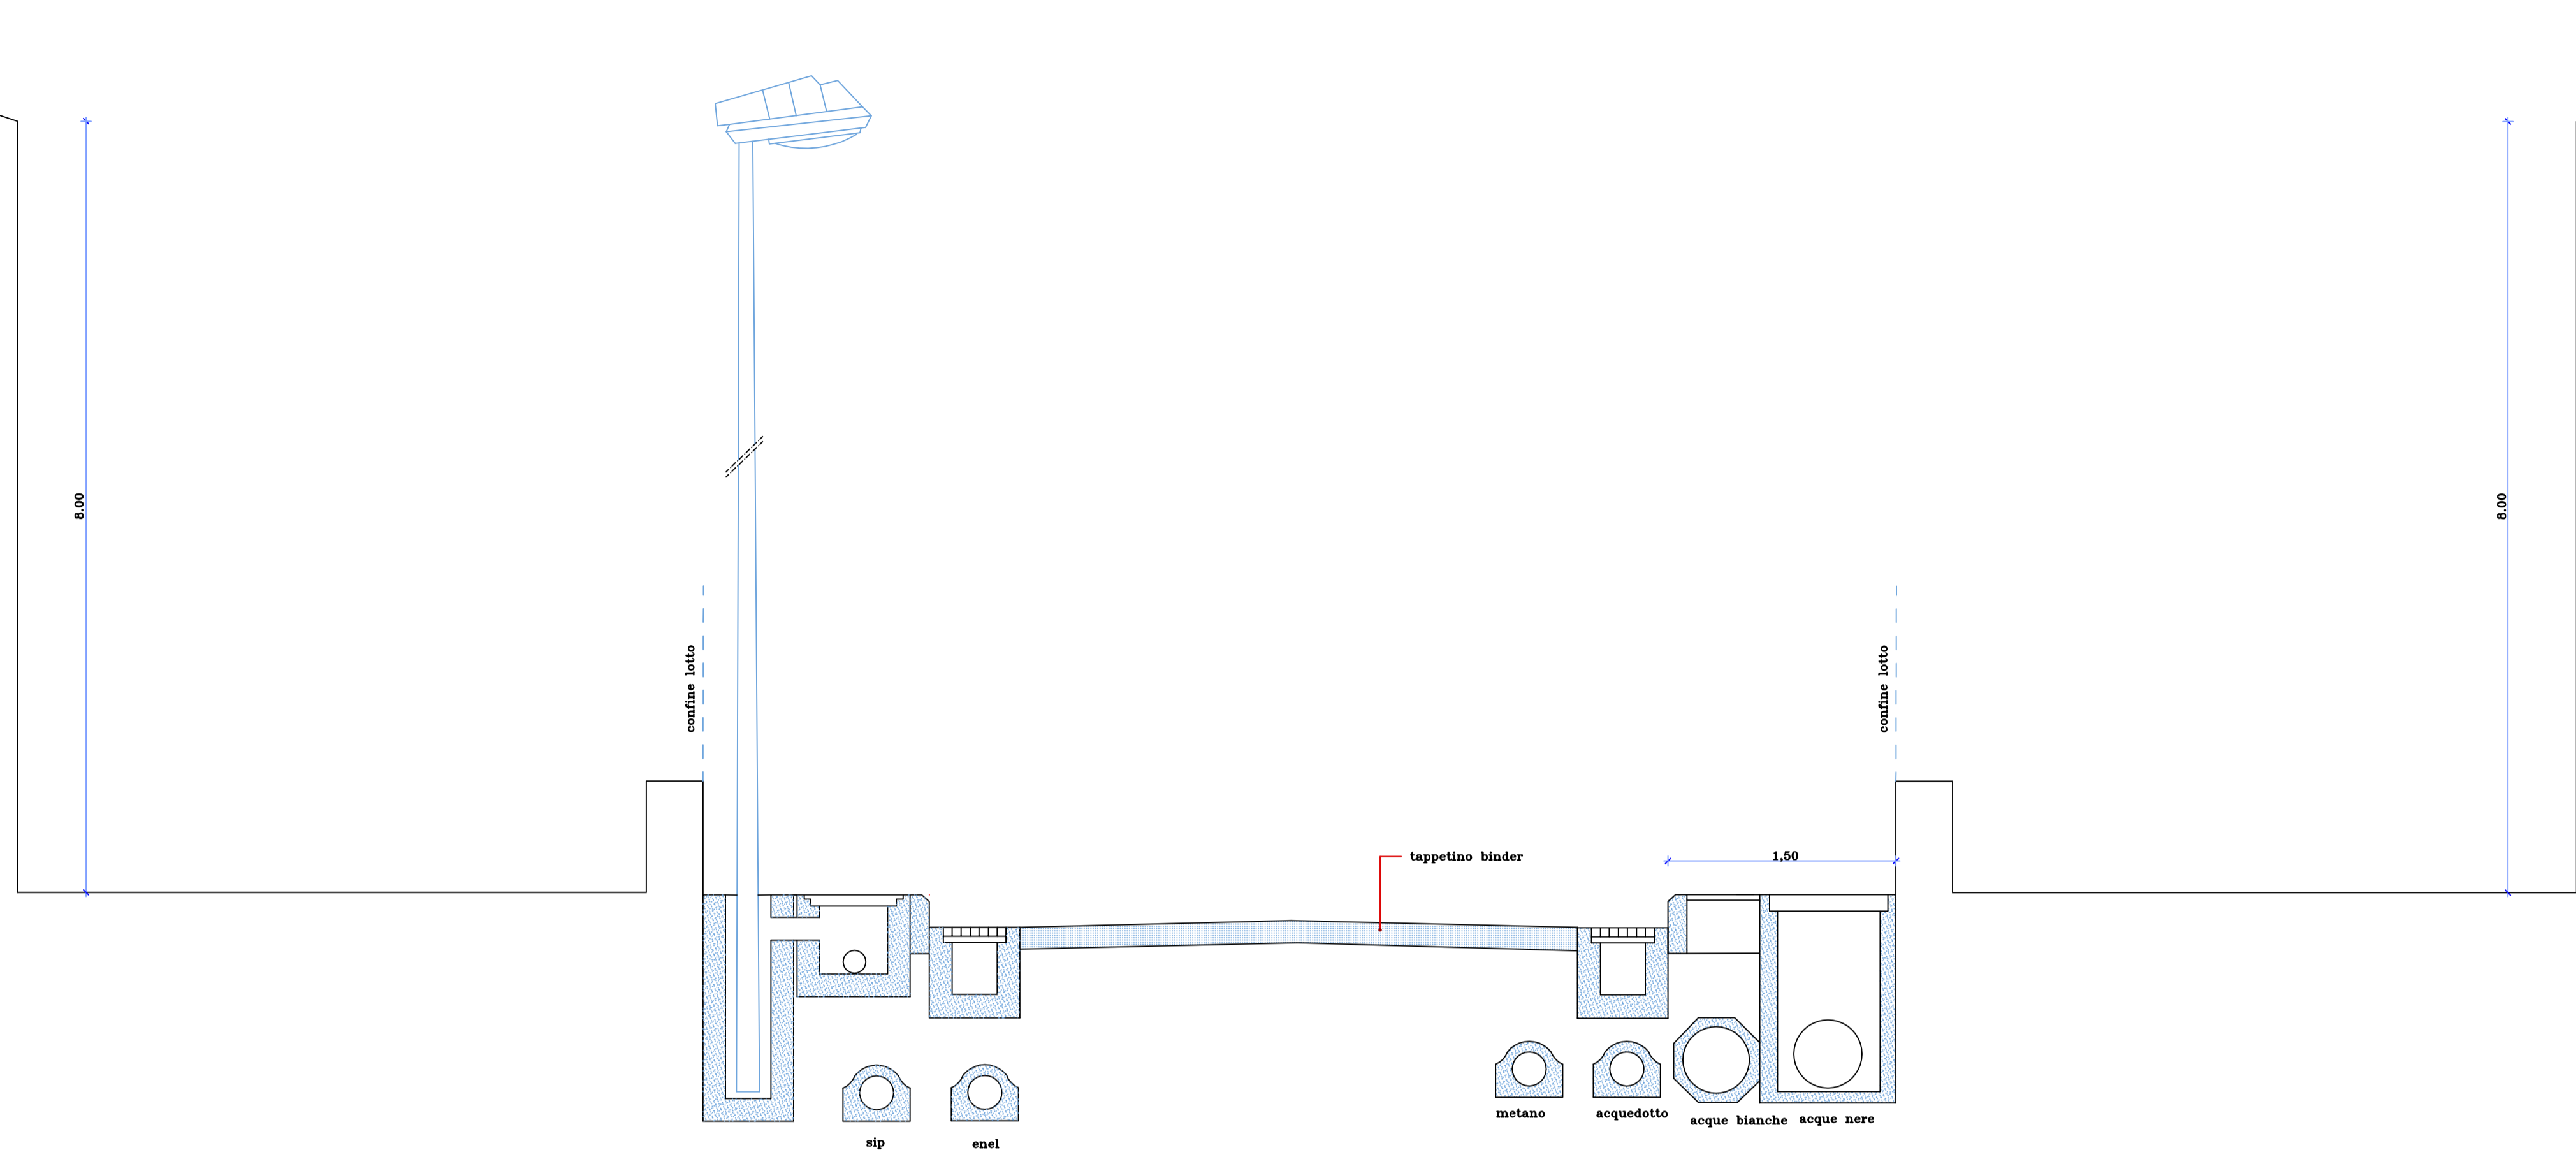 8.00
8.00
confine lotto
confine lotto
tappetino binder
1,50
metano
acquedotto
acque bianche
acque nere
sip
enel